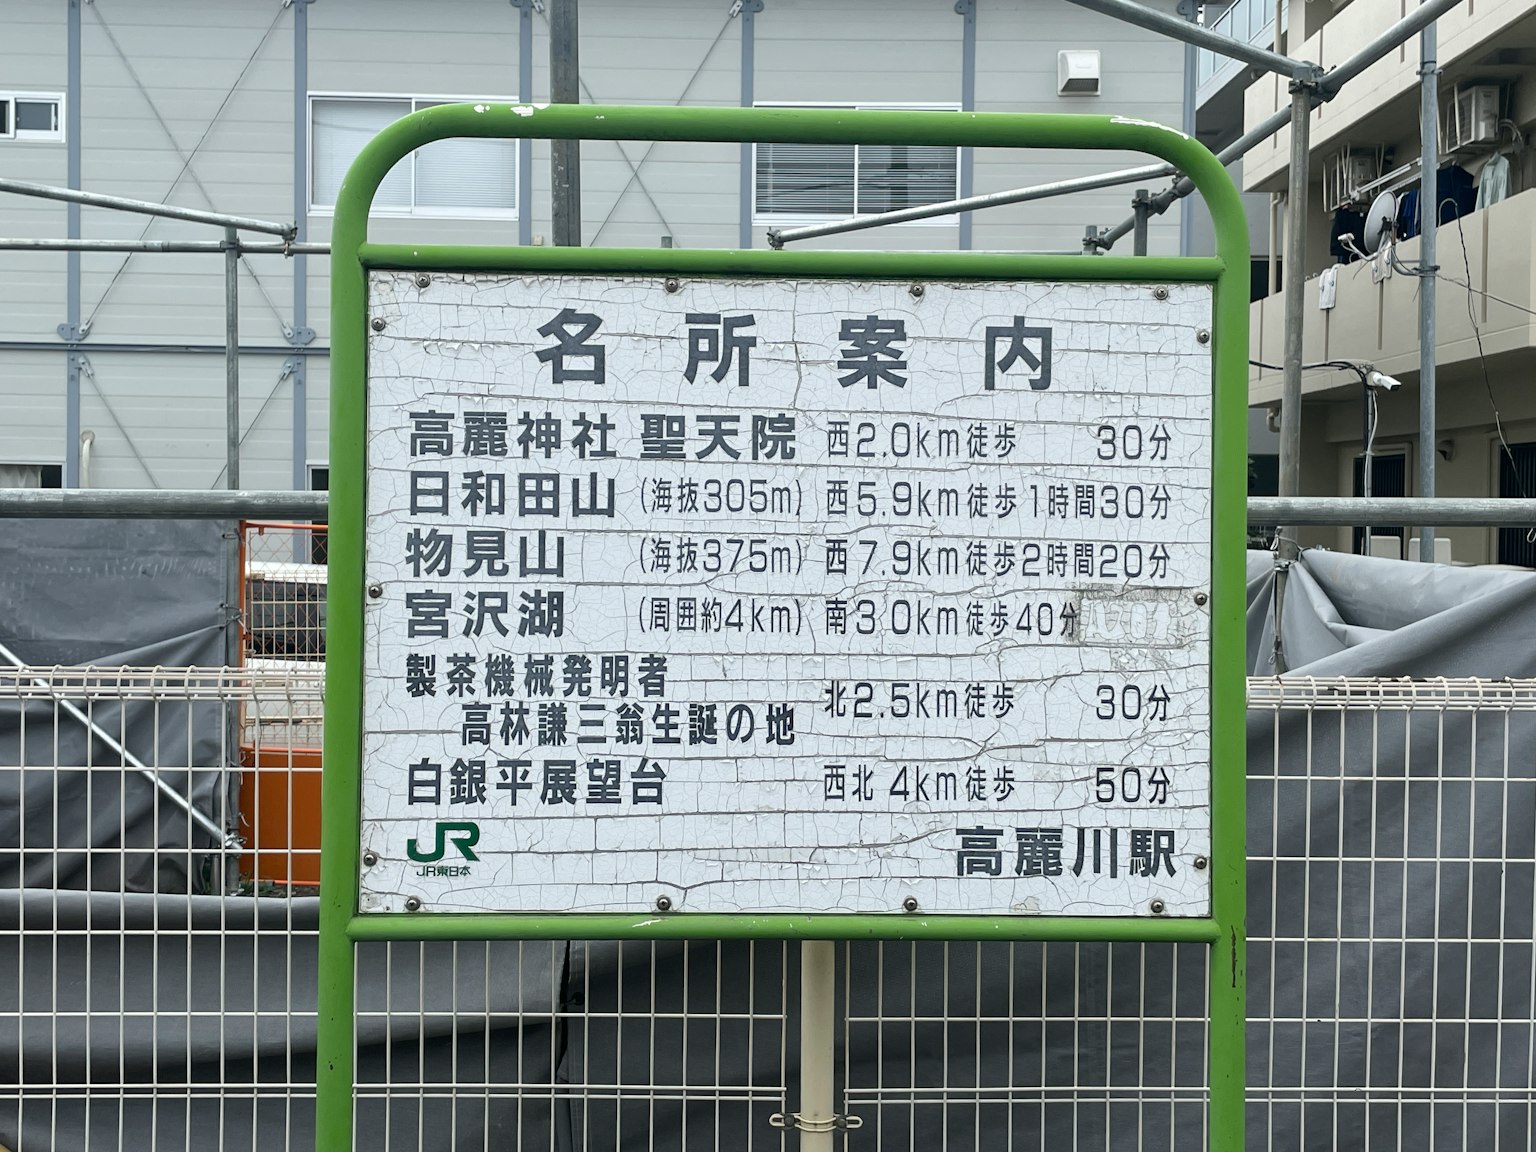 名所案内
高麗神社 聖天院 西2.0km徒歩 30分
日和田山 (海抜305m) 西5.9km徒歩1時間30分
物見山 (海抜375m) 西7.9km徒歩2時間20分
宮沢湖 (周囲約4km) 南3.0km徒歩40分
製茶機械発明者
高林謙三翁生誕の地 北2.5km徒歩 30分
白銀平展望台 西北 4km徒歩 50分
JR
JR東日本
高麗川駅